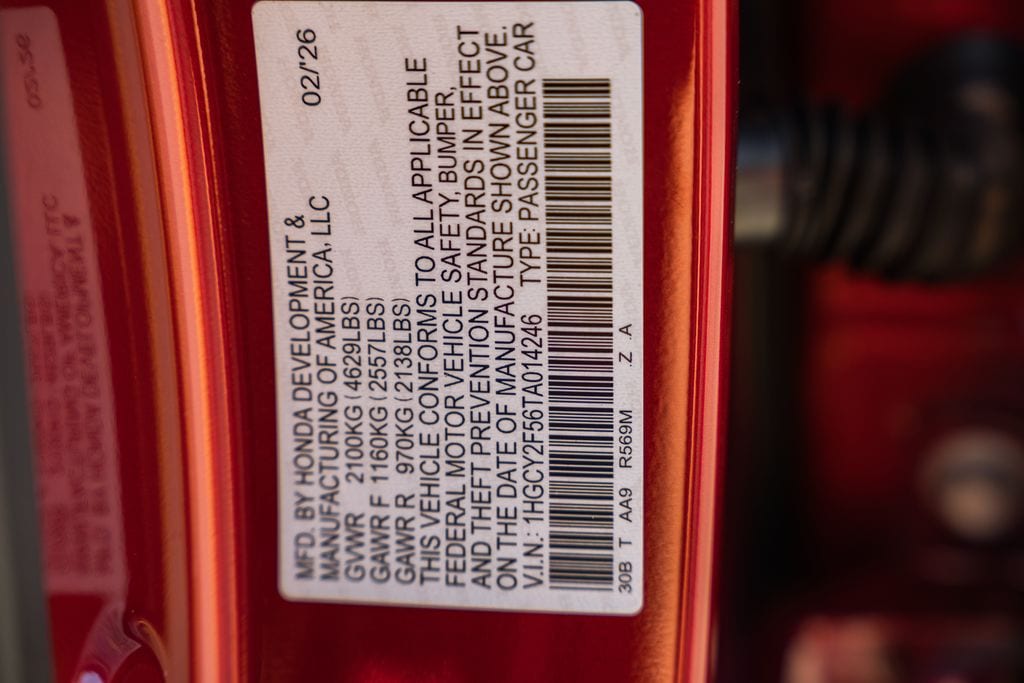 MFD. BY HONDA DEVELOPMENT & 02/'26
MANUFACTURING OF AMERICA, LLC
GVWR 2100KG (4629LBS)
GAWR F 1160KG (2557LBS)
GAWR R 970KG (2138LBS)
THIS VEHICLE CONFORMS TO ALL APPLICABLE
FEDERAL MOTOR VEHICLE SAFETY, BUMPER,
AND THEFT PREVENTION STANDARDS IN EFFECT
ON THE DATE OF MANUFACTURE SHOWN ABOVE.
V.I.N.: 1HGCY2F56TA014246 TYPE: PASSENGER CAR
30B T AA9 R569M .Z .A